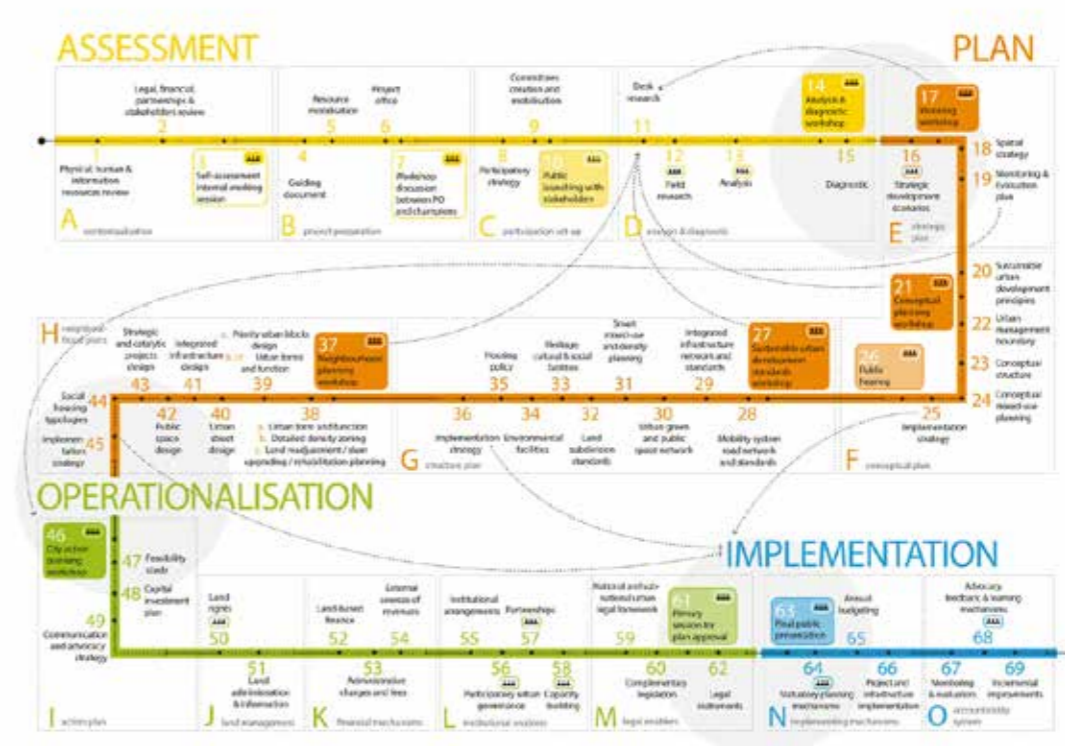 ASSESSMENT
PLAN
Legal, financial,
partnerships &
stakeholders review
2
Physical, human &
information
resources review
3
Self-assessment
internal working
session
A
contextualisation
Resource
mobilisation
5
Project
office
6
4
Guiding
document
7
Workshop
discussion
between PO
and champions
B
project preparation
Committees
creation and
mobilisation
9
8
Participatory
strategy
10
Public
launching with
stakeholders
C
participation set-up
Desk
research
11
12
Field
research
13
Analysis
14
Analysis &
diagnostic
workshop
15
Diagnostic
D
analysis & diagnostic
17
Visioning
workshop
16
Strategic
development
scenarios
E
strategic
plan
18
Spatial
strategy
19
Monitoring &
Evaluation
plan
20
Sustainable
urban
development
principles
21
Conceptual
planning
workshop
22
Urban
management
boundary
23
Conceptual
structure
24
Conceptual
mixed-use
planning
25
Implementation
strategy
26
Public
hearing
F
conceptual plan
27
Sustainable urban
development
standards
workshop
28
Mobility system
road network
and standards
Integrated
infrastructure
network and
standards
29
30
Urban green
and public
space network
Smart
mixed-use
and density
planning
31
32
Land
subdivision
standards
Heritage
cultural & social
facilities
33
34
Environmental
facilities
Housing
policy
35
36
Implementation
strategy
G
structure plan
H
neighbour-
hood plans
37
Neighbourhood
planning
workshop
38
a. Urban form and function
b. Detailed density zoning
c. Land readjustment / slum
upgrading / rehabilitation planning
Priority urban blocks
design
Urban forms
and function
39
40
Urban
street
design
Integrated
infrastructure
41
42
Public
space
design
Strategic
and catalytic
projects
design
43
44
Social
housing
typologies
45
Implemen
tation
strategy
OPERATIONALISATION
46
City action
planning
workshop
47
Feasibility
study
48
Capital
investment
plan
49
Communication
and advocacy
strategy
I
action plan
Land
rights
50
51
Land
administration
& information
J
land management
Land-based
finance
52
53
Administrative
charges and fees
External
sources of
revenues
54
K
financial mechanisms
Institutional
arrangements
55
56
Participatory urban
governance
Partnerships
57
58
Capacity
building
L
institutional enablers
national urban
legal framework
59
60
Complementary
legislation
61
Plenary
session for
plan approval
62
Legal
instruments
M
legal enablers
IMPLEMENTATION
63
Final public
presentation
64
Statutory planning
mechanisms
Annual
budgeting
65
66
Project and
infrastructure
implementation
N
implementing mechanisms
67
Monitoring
& evaluation
Advocacy
feedback & learning
mechanisms
68
69
Incremental
improvements
O
accountability
system